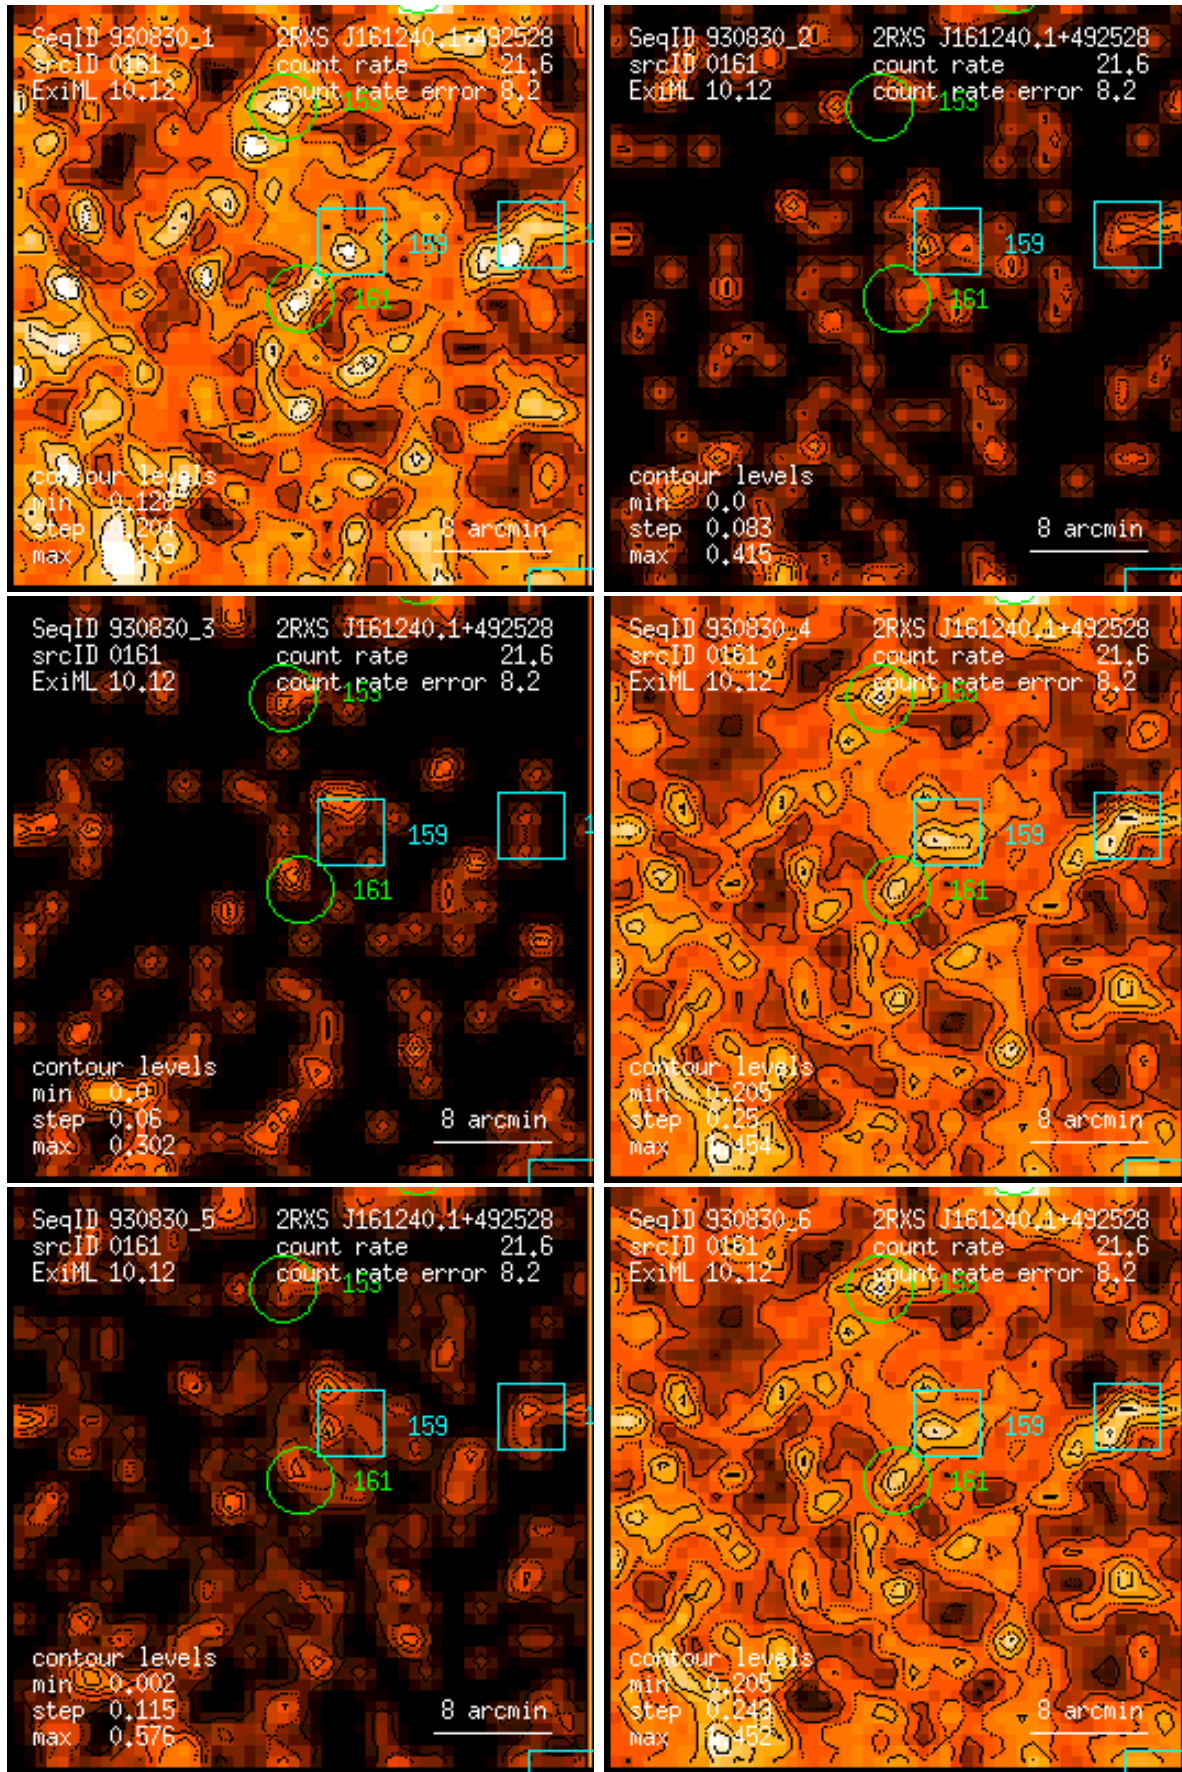 SeqID 930830_1 2RXS J161240.1+492528
srcID 0161 count rate 21.6
ExiML 10.12 count rate error 8.2
159
161
contour levels
min 0.128
step 0.204
max
8 arcmin
SeqID 930830_2 2RXS J161240.1+492528
srcID 0161 count rate 21.6
ExiML 10.12 count rate error 8.2
159
161
contour levels
min 0.0
step 0.083
max 0.415
8 arcmin
SeqID 930830_3 2RXS J161240.1+492528
srcID 0161 count rate 21.6
ExiML 10.12 count rate error 8.2
159
161
contour levels
min 0.0
step 0.06
max 0.302
8 arcmin
SeqID 930830_4 2RXS J161240.1+492528
srcID 0161 count rate 21.6
ExiML 10.12 count rate error 8.2
159
161
contour levels
min 0.205
step 0.25
max
8 arcmin
SeqID 930830_5 2RXS J161240.1+492528
srcID 0161 count rate 21.6
ExiML 10.12 count rate error 8.2
159
161
contour levels
min 0.002
step 0.115
max 0.576
8 arcmin
SeqID 930830_6 2RXS J161240.1+492528
srcID 0161 count rate 21.6
ExiML 10.12 count rate error 8.2
159
161
contour levels
min 0.205
step 0.249
max
8 arcmin